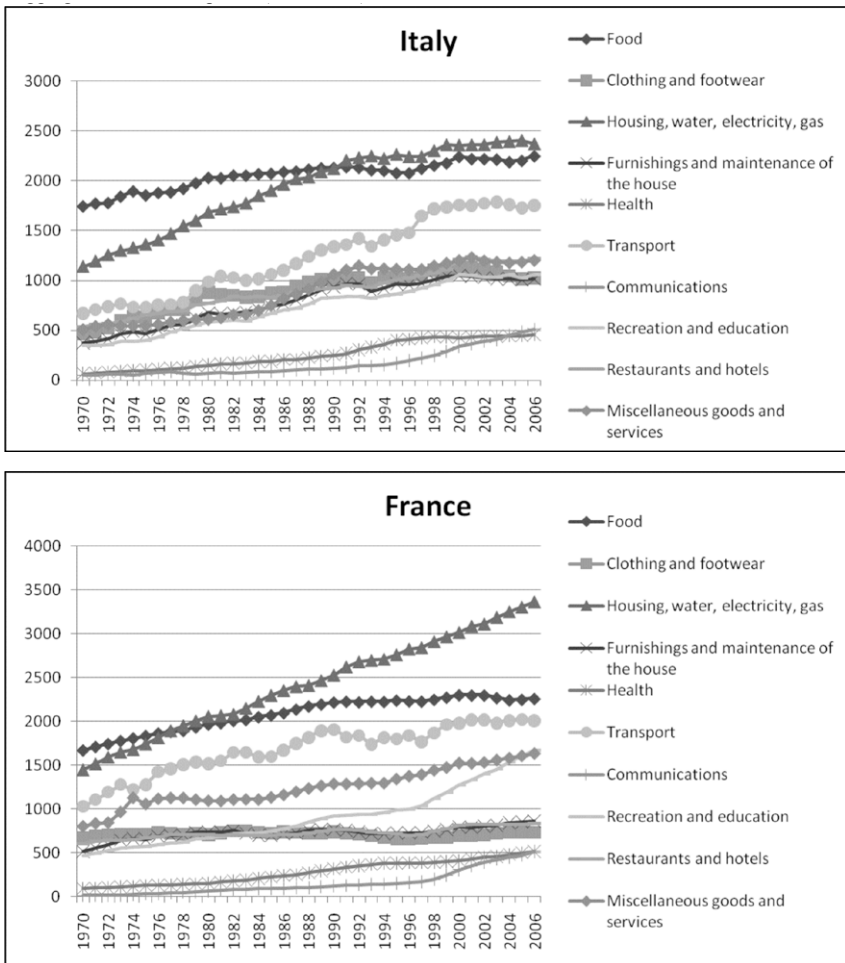 Italy
3000
2500
2000
1500
1000
500
0
1970
1972
1974
1976
1978
1980
1982
1984
1986
1988
1990
1992
1994
1996
1998
2000
2002
2004
2006
Food
Clothing and footwear
Housing, water, electricity, gas
Furnishings and maintenance of
the house
Health
Transport
Communications
Recreation and education
Restaurants and hotels
Miscellaneous goods and
services
France
4000
3500
3000
2500
2000
1500
1000
500
0
1970
1972
1974
1976
1978
1980
1982
1984
1986
1988
1990
1992
1994
1996
1998
2000
2002
2004
2006
Food
Clothing and footwear
Housing, water, electricity, gas
Furnishings and maintenance of
the house
Health
Transport
Communications
Recreation and education
Restaurants and hotels
Miscellaneous goods and
services